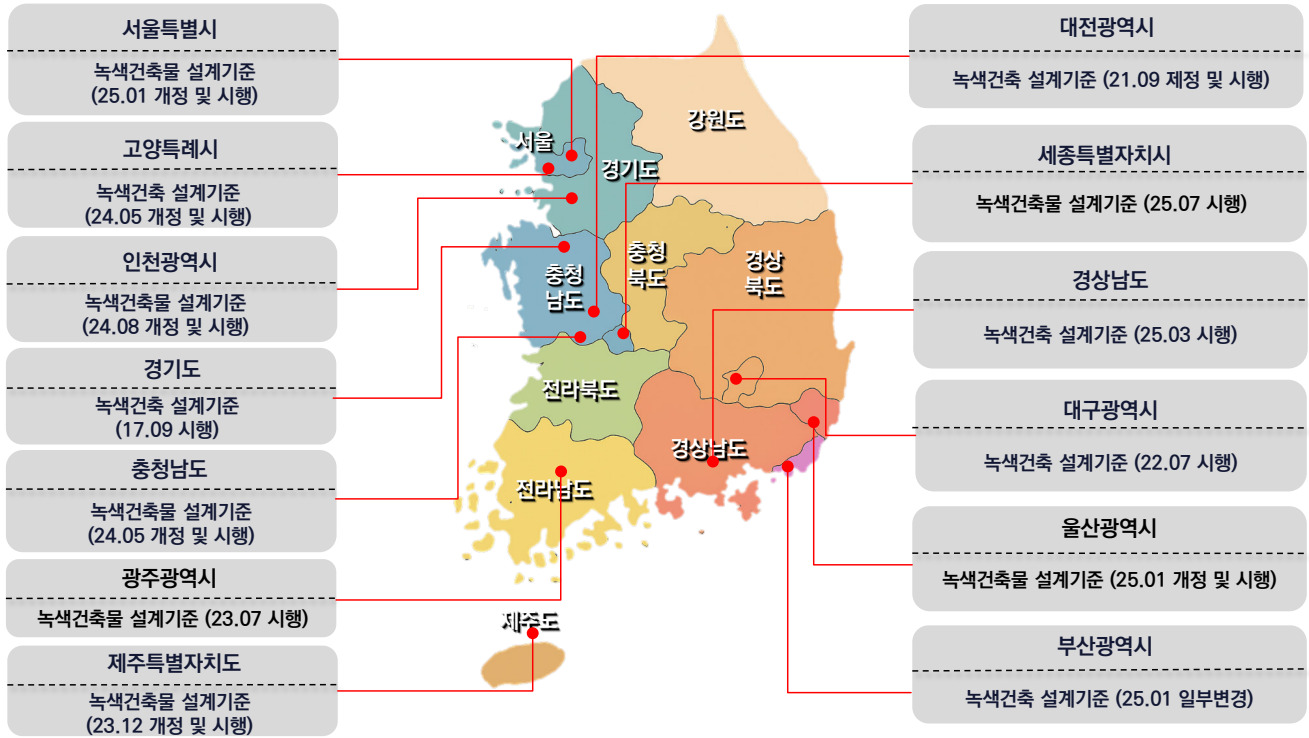 서울특별시
녹색건축물 설계기준
(25.01 개정 및 시행)
고양특례시
녹색건축 설계기준
(24.05 개정 및 시행)
인천광역시
녹색건축물 설계기준
(24.08 개정 및 시행)
경기도
녹색건축 설계기준
(17.09 시행)
충청남도
녹색건축물 설계기준
(24.05 개정 및 시행)
광주광역시
녹색건축물 설계기준 (23.07 시행)
제주특별자치도
녹색건축물 설계기준
(23.12 개정 및 시행)
강원도
서울
경기도
충청
북도
경상
북도
충청
남도
전라북도
경상남도
전라남도
제주도
대전광역시
녹색건축 설계기준 (21.09 제정 및 시행)
세종특별자치시
녹색건축물 설계기준 (25.07 시행)
경상남도
녹색건축 설계기준 (25.03 시행)
대구광역시
녹색건축 설계기준 (22.07 시행)
울산광역시
녹색건축물 설계기준 (25.01 개정 및 시행)
부산광역시
녹색건축 설계기준 (25.01 일부변경)